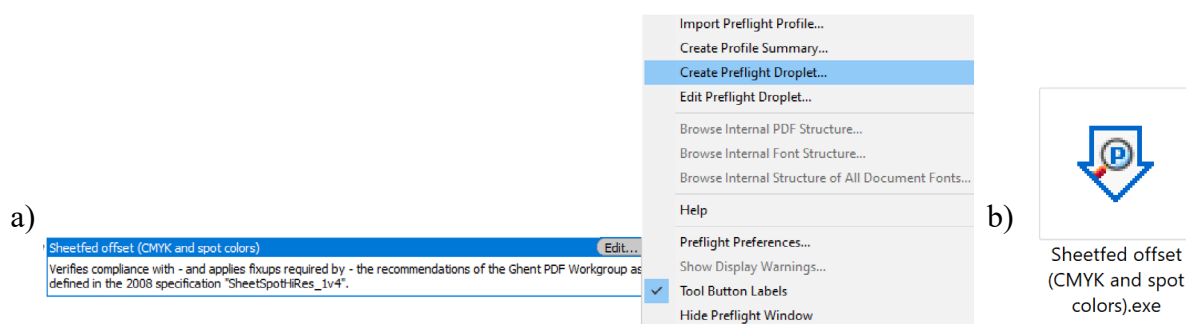 a)
Sheetfed offset (CMYK and spot colors)
Edit...
Verifies compliance with - and applies fixups required by - the recommendations of the Ghent PDF Workgroup as
defined in the 2008 specification "SheetSpotHiRes_1v4".
Import Preflight Profile...
Create Profile Summary...
Create Preflight Droplet...
Edit Preflight Droplet...
Browse Internal PDF Structure...
Browse Internal Font Structure...
Browse Internal Structure of All Document Fonts...
Help
Preflight Preferences...
Show Display Warnings...
Tool Button Labels
Hide Preflight Window
b)
P
Sheetfed offset
(CMYK and spot
colors).exe